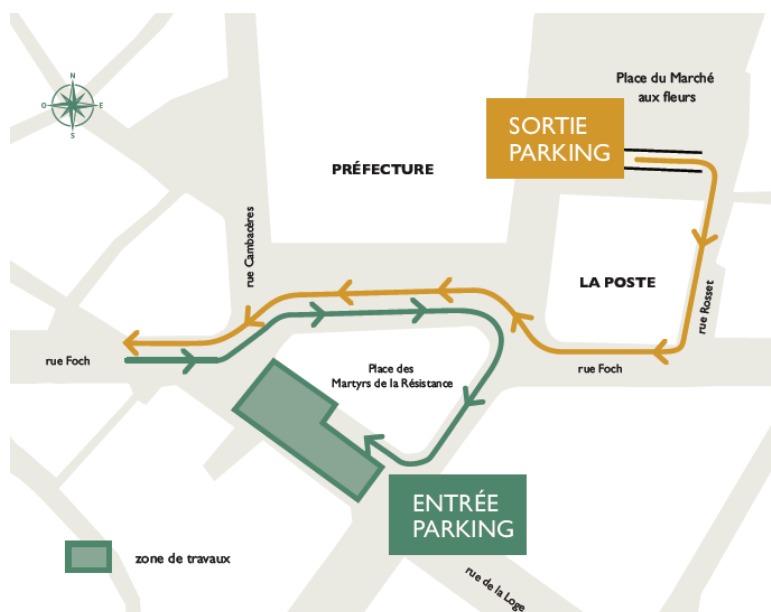 N
O
E
S
Place du Marché
aux fleurs
SORTIE
PARKING
PRÉFECTURE
rue Cambacères
LA POSTE
rue Rosset
rue Foch
Place des
Martyrs de la Résistance
rue Foch
ENTRÉE
PARKING
zone de travaux
rue de la Loge